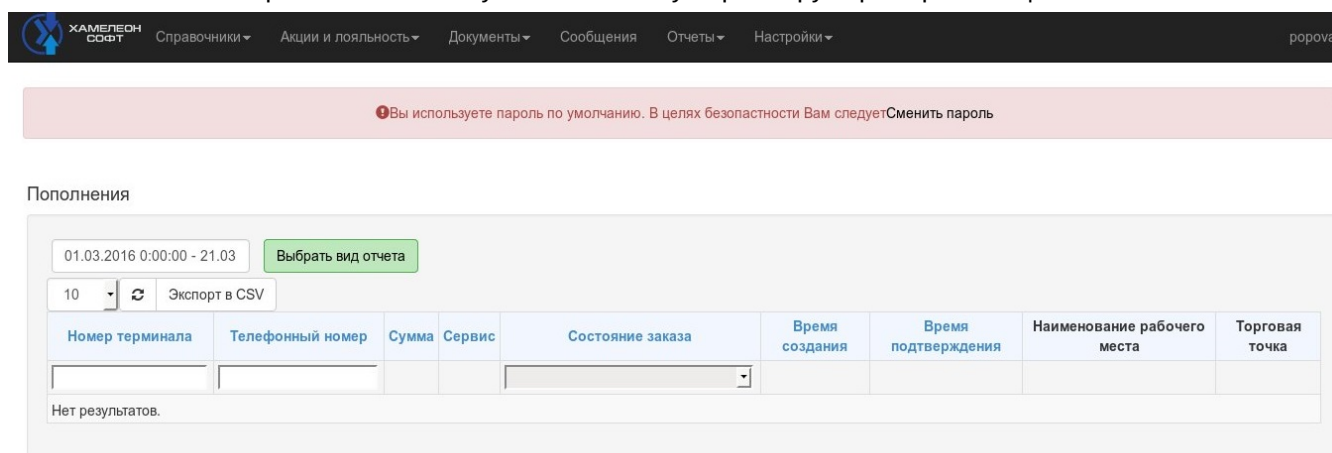 ХАМЕЛЕОН
СОФТ
Справочники Акции и лояльность Документы Сообщения Отчеты Настройки popova
Вы используете пароль по умолчанию. В целях безопастности Вам следуетСменить пароль
Пополнения
01.03.2016 0:00:00 - 21.03 Выбрать вид отчета
10 Экспорт в CSV
Номер терминала Телефонный номер Сумма Сервис Состояние заказа Время создания Время подтверждения Наименование рабочего места Торговая точка
Нет результатов.